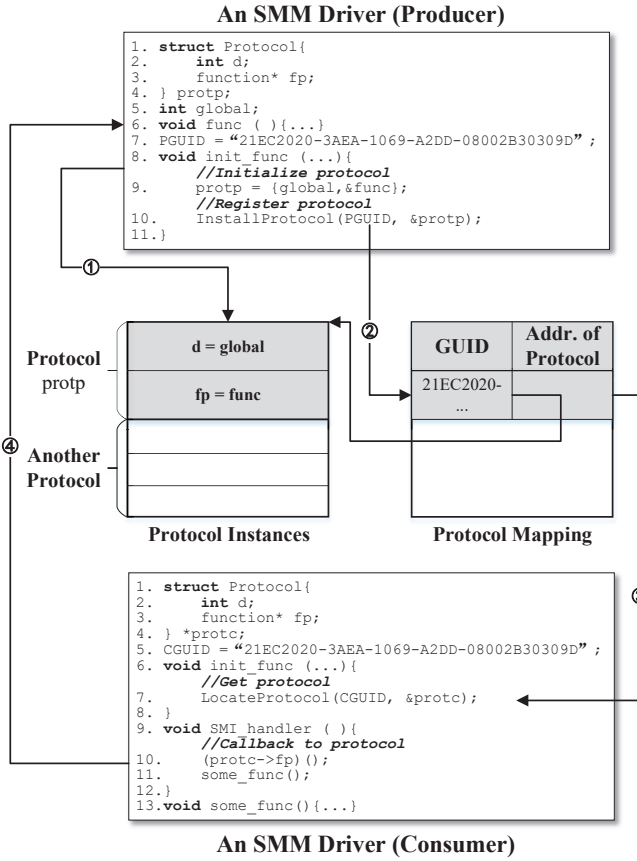 An SMM Driver (Producer)
1. struct Protocol{
2. int d;
3. function* fp;
4. } protp;
5. int global;
6. void func ( ){...}
7. PGUID = “21EC2020-3AEA-1069-A2DD-08002B30309D” ;
8. void init_func (...){
//Initialize protocol
9. protp = {global,&func};
//Register protocol
10. InstallProtocol(PGUID, &protp);
11.}
①
②
Protocol
protp
d = global
fp = func
GUID
Addr. of
Protocol
21EC2020-
...
④
Another
Protocol
Protocol Instances
Protocol Mapping
1. struct Protocol{
2. int d;
3. function* fp;
4. } *protc;
5. CGUID = “21EC2020-3AEA-1069-A2DD-08002B30309D” ;
6. void init_func (...){
//Get protocol
7. LocateProtocol(CGUID, &protc);
8. }
9. void SMI_handler ( ){
//Callback to protocol
10. (protc->fp)();
11. some_func();
12.}
13.void some_func(){...}
An SMM Driver (Consumer)